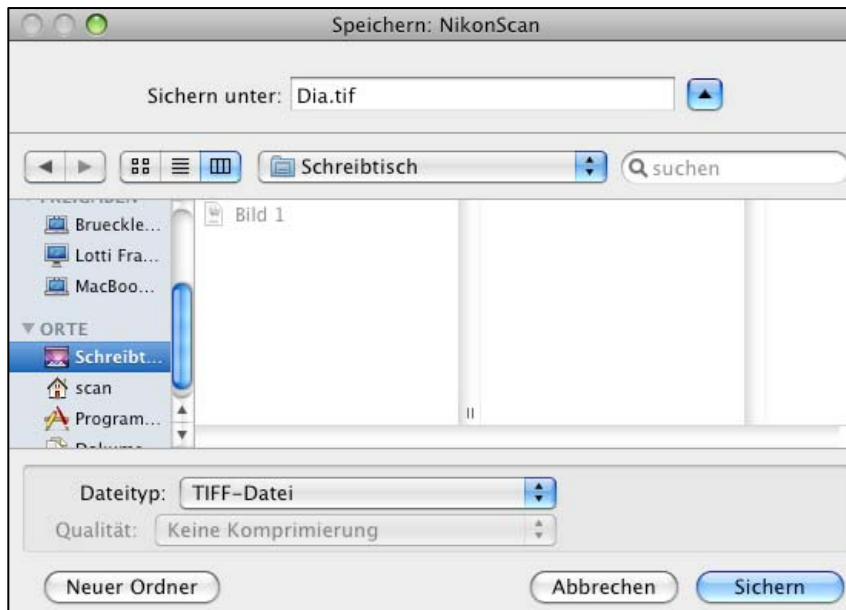 Speichern: NikonScan
Sichern unter: Dia.tif
Schreibtisch
suchen
Brueckle...
Lotti Fra...
MacBoo...
Bild 1
ORTE
Schreibt...
scan
Program...
Dateityp: TIFF-Datei
Qualität: Keine Komprimierung
Neuer Ordner
Abbrechen
Sichern